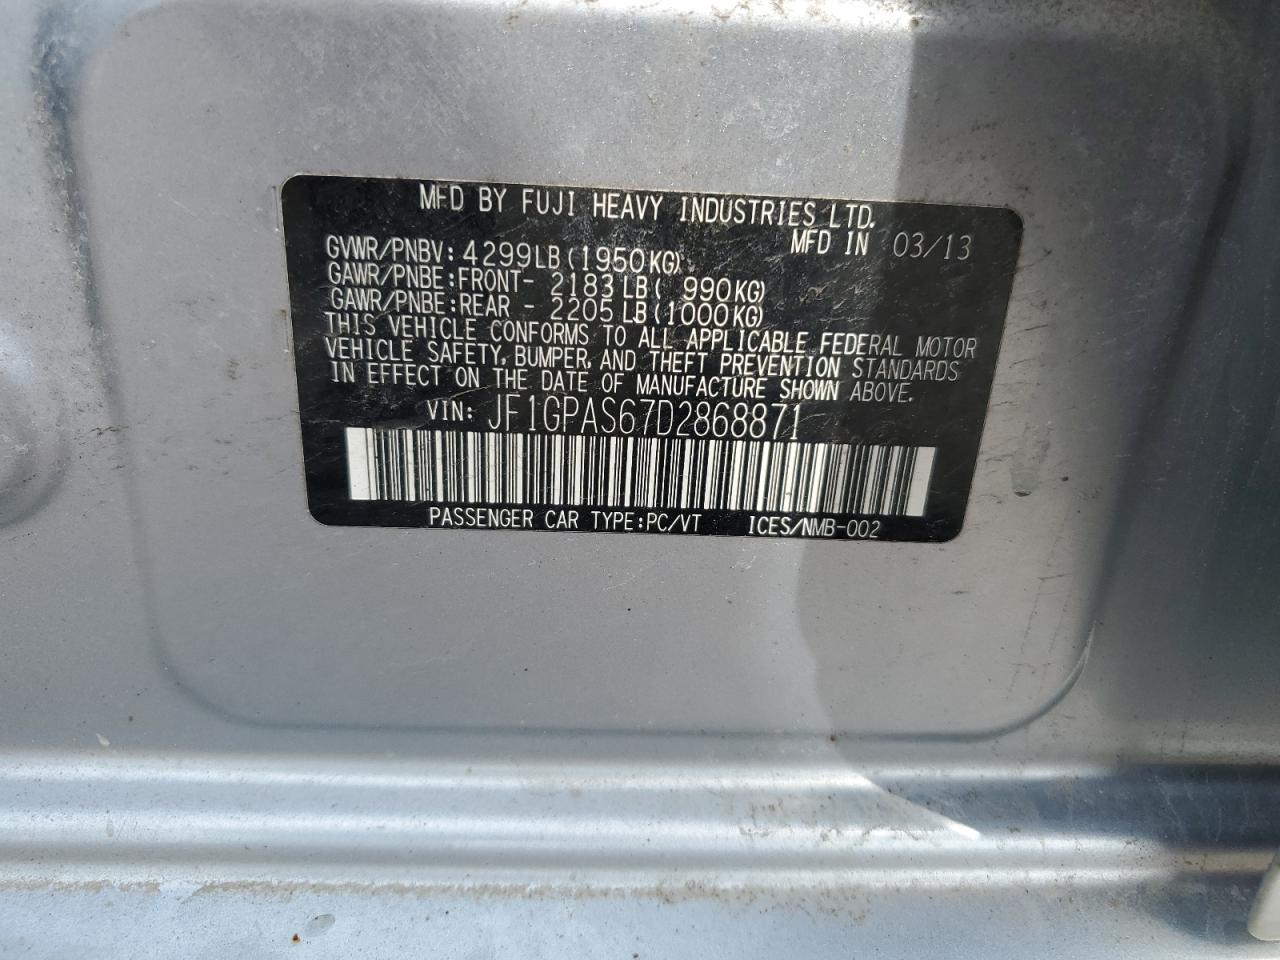 MFD BY FUJI HEAVY INDUSTRIES LTD.
MFD IN 03/13
GVWR/PNBV: 4299LB (1950KG)
GAWR/PNBE: FRONT- 2183LB ( 990KG)
GAWR/PNBE: REAR - 2205LB (1000KG)
THIS VEHICLE CONFORMS TO ALL APPLICABLE FEDERAL MOTOR
VEHICLE SAFETY, BUMPER, AND THEFT PREVENTION STANDARDS
IN EFFECT ON THE DATE OF MANUFACTURE SHOWN ABOVE.
VIN: JF1GPAS67D2868871
PASSENGER CAR TYPE:PC/VT ICES/NMB-002